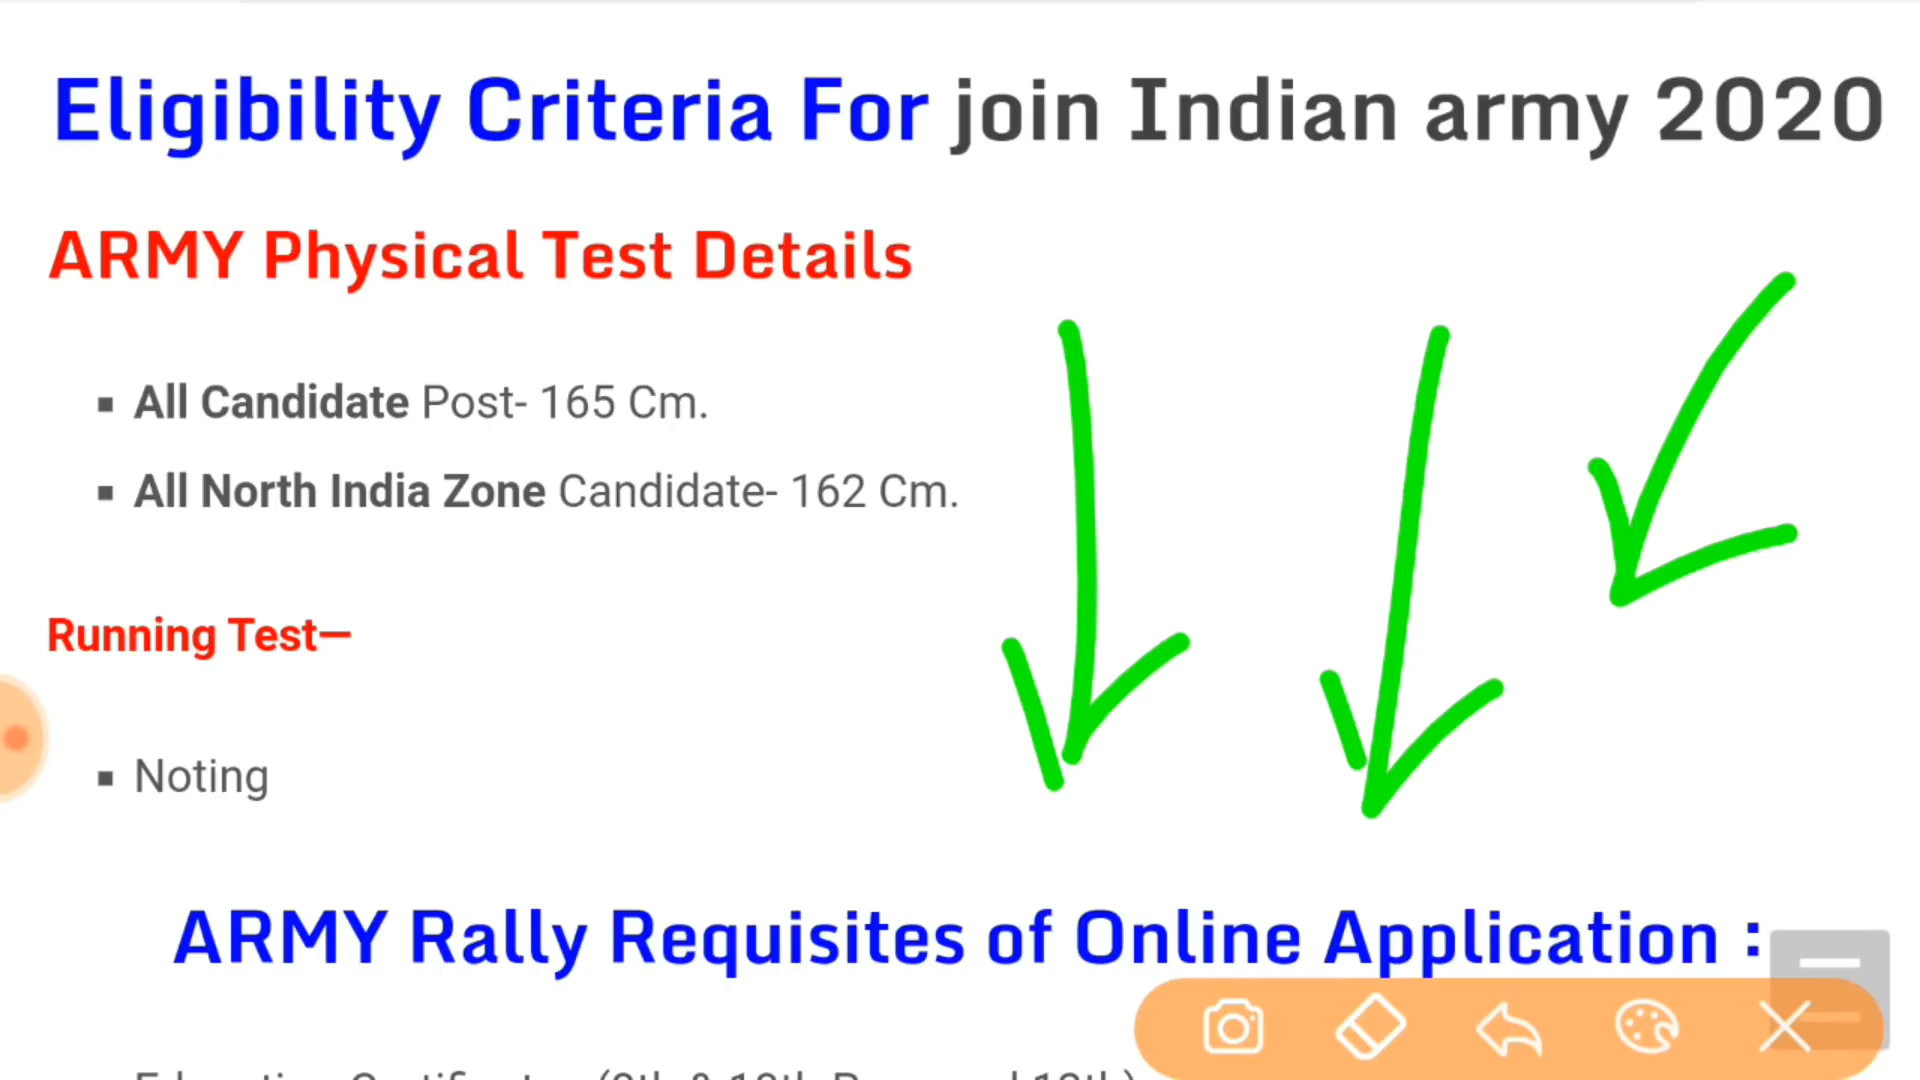 Eligibility Criteria For join Indian army 2020
ARMY Physical Test Details
All Candidate Post- 165 Cm.
All North India Zone Candidate- 162 Cm.
Running Test—
Noting
ARMY Rally Requisites of Online Application :